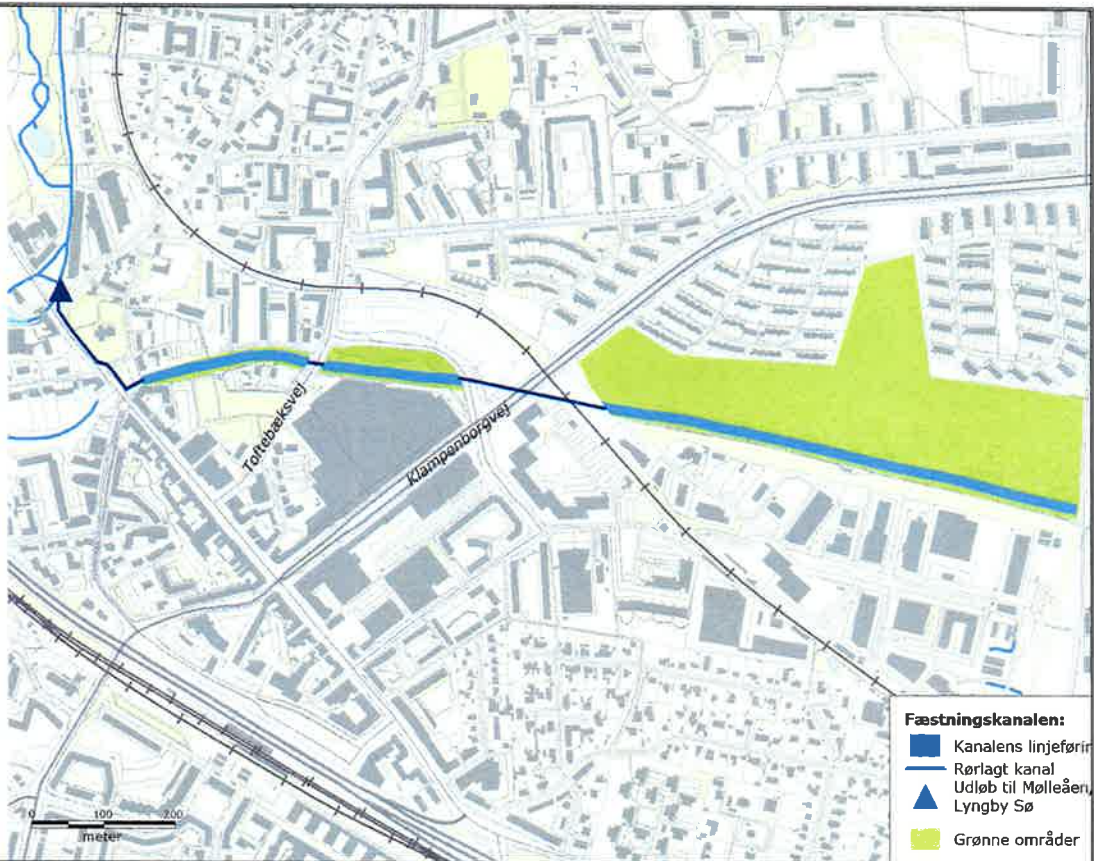 Toftebæksvej
Klampenborgvej
Fæstningskanalen:
Kanalens linjeførin
Rørlagt kanal
Udløb til Mølleåen,
Lyngby Sø
Grønne områder
0 100 200
meter